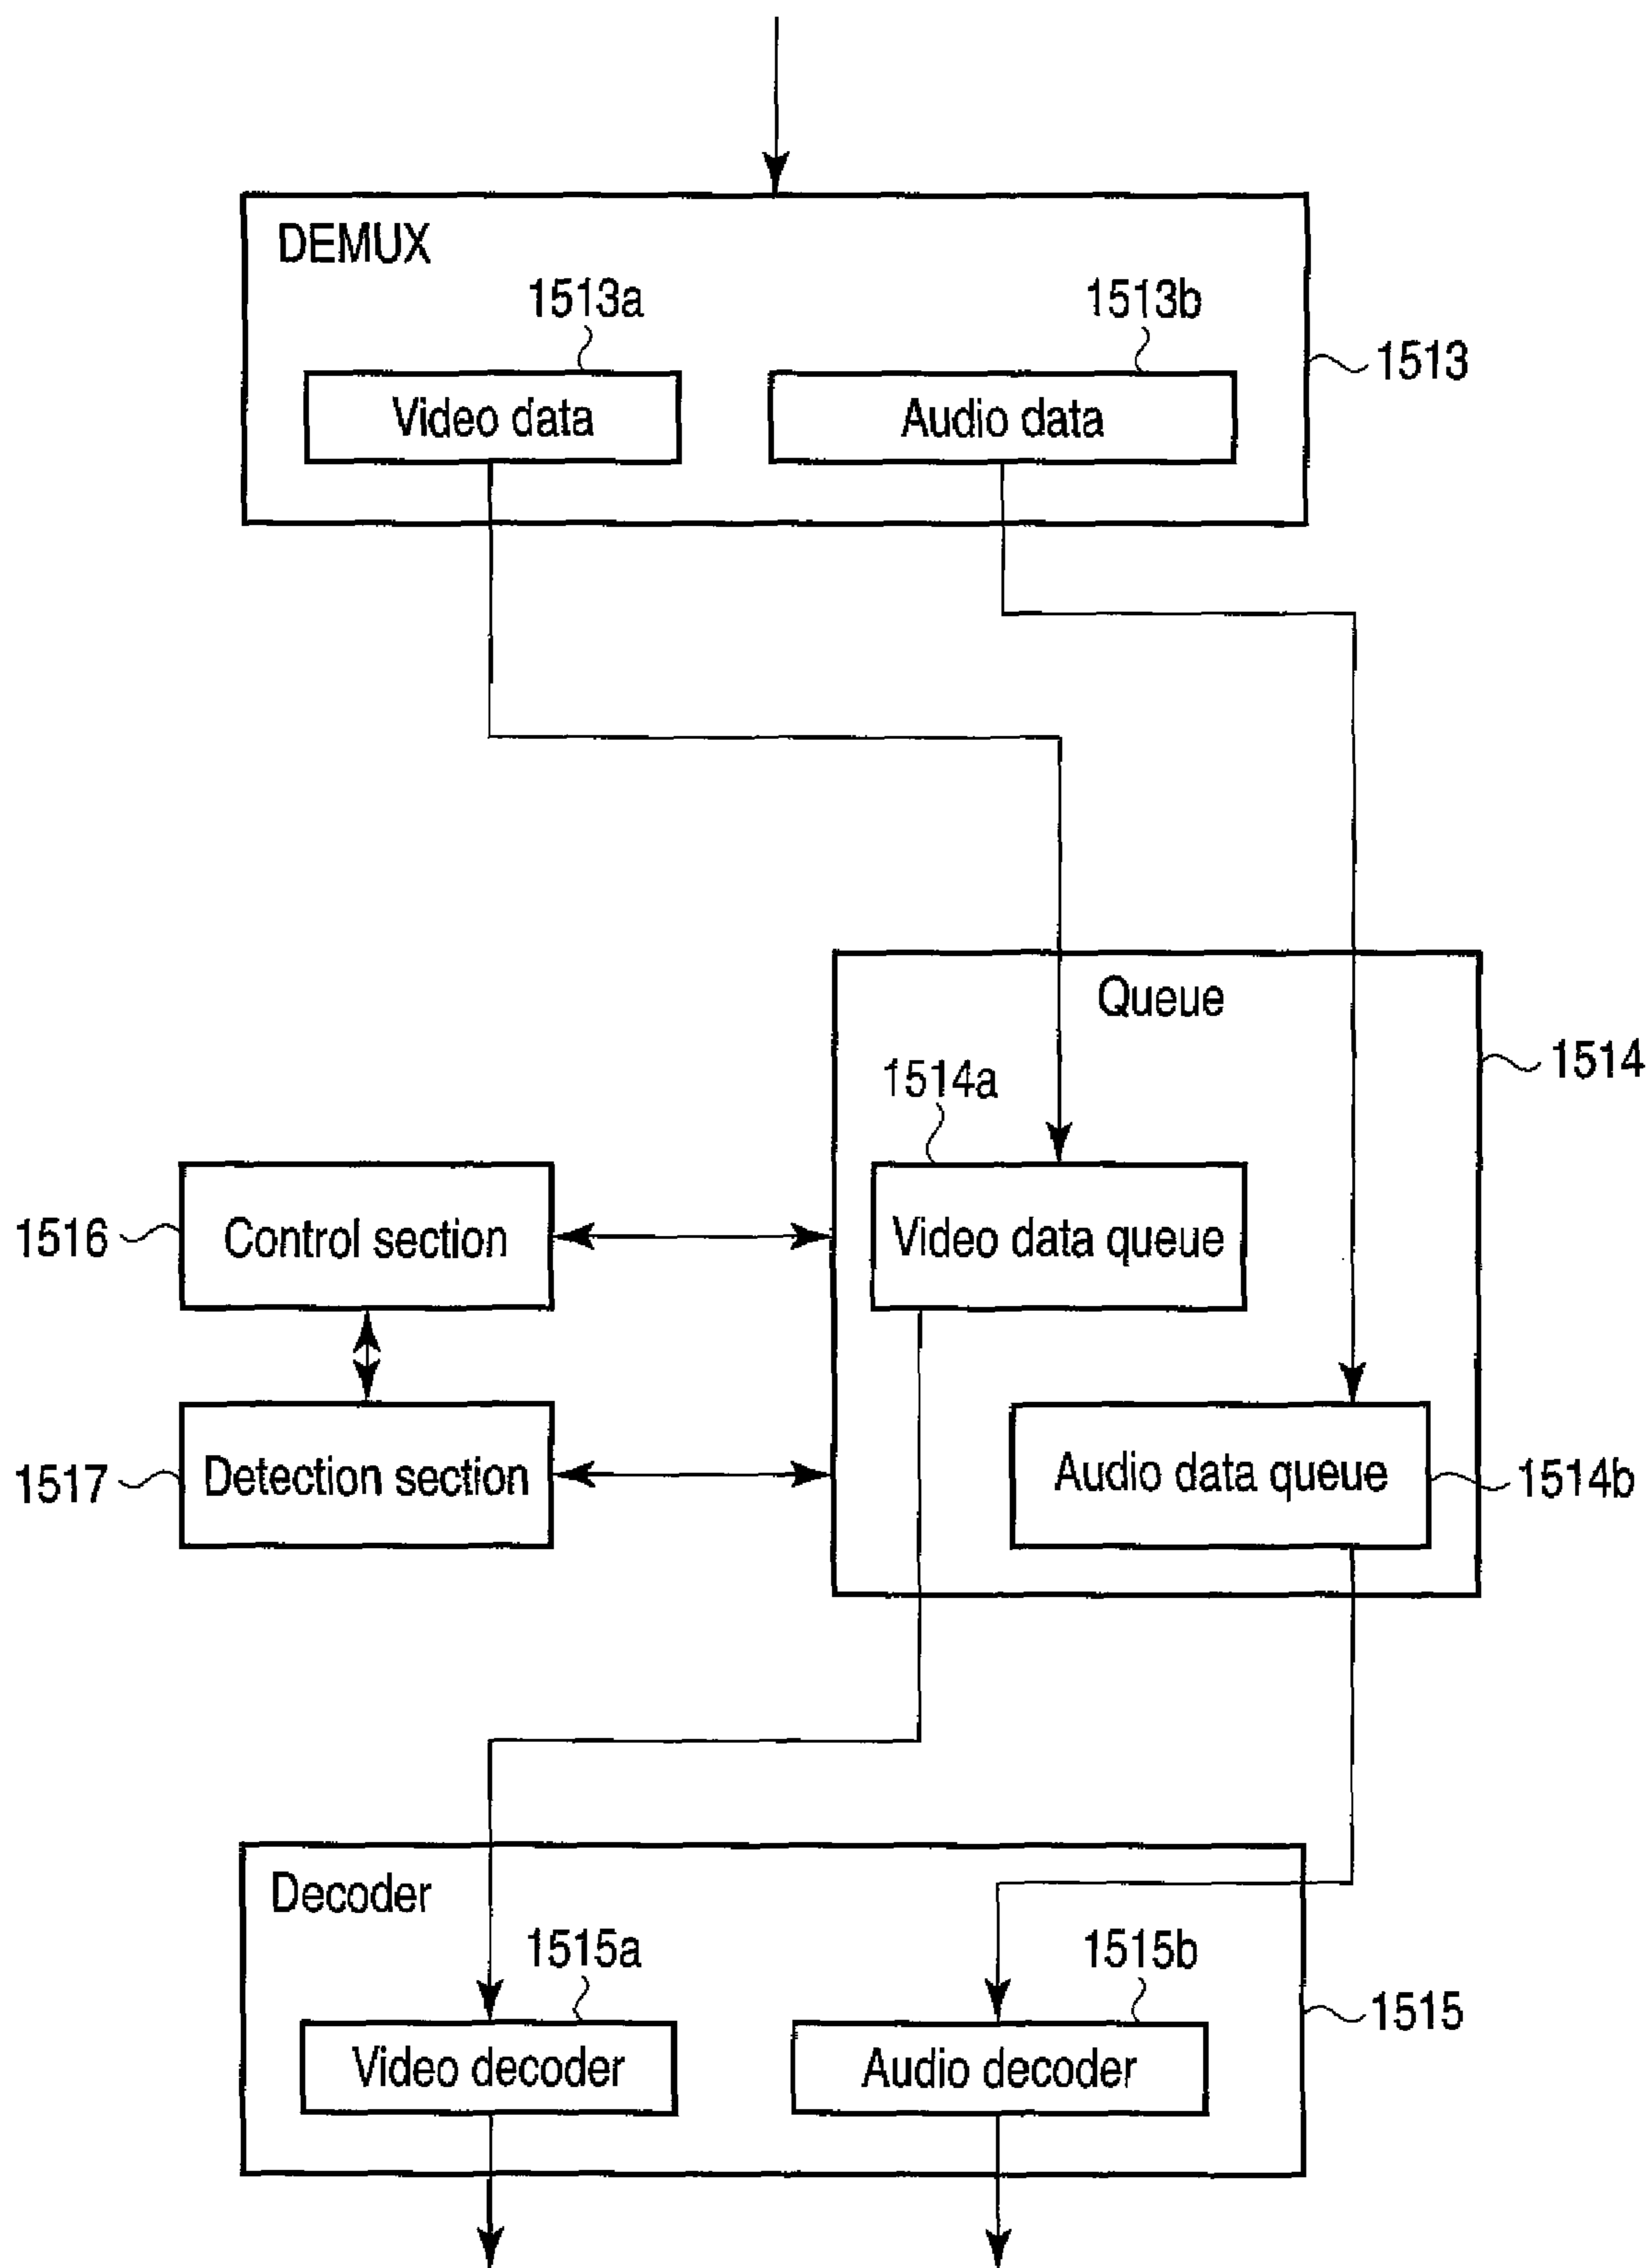 DEMUX
1513a
1513b
1513
Video data
Audio data
Queue
1514
1514a
1516
Control section
Video data queue
1517
Detection section
Audio data queue
1514b
Decoder
1515a
1515b
1515
Video decoder
Audio decoder